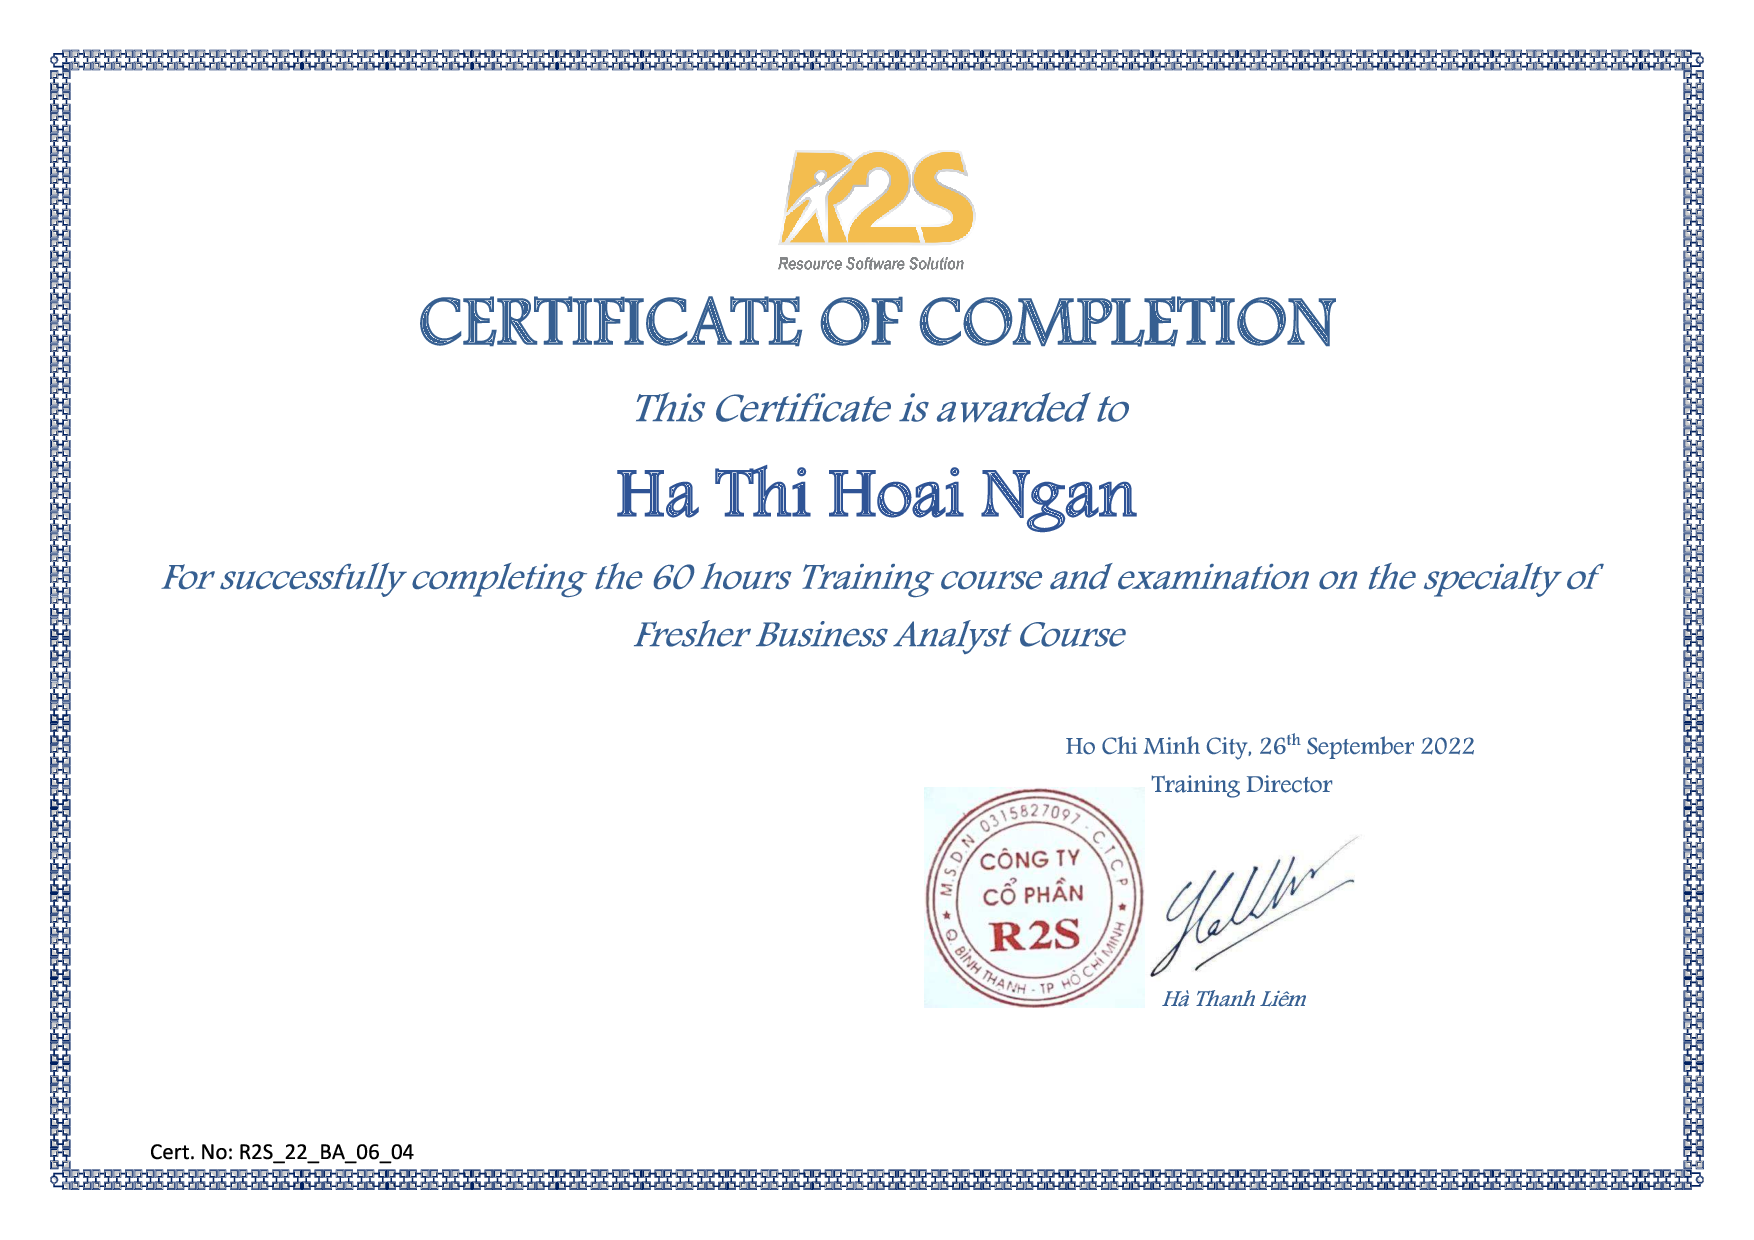 R2S
Resource Software Solution
CERTIFICATE OF COMPLETION
This Certificate is awarded to
Ha Thi Hoai Ngan
For successfully completing the 60 hours Training course and examination on the specialty of
Fresher Business Analyst Course
Ho Chi Minh City, 26th September 2022
Training Director
M.S.D.N 0315827097 - C.T.C.P
CÔNG TY
CỔ PHẦN
R2S
Q BÌNH THẠNH - TP HỒ CHÍ MINH
Hà Thanh Liêm
Cert. No: R2S_22_BA_06_04